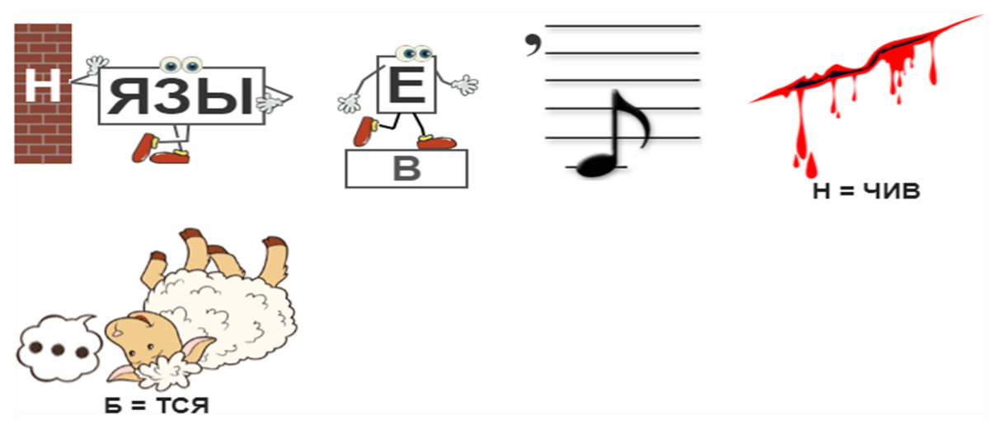 Н ЯЗЫ Е ,
В
Н = ЧИВ
Б = ТСЯ